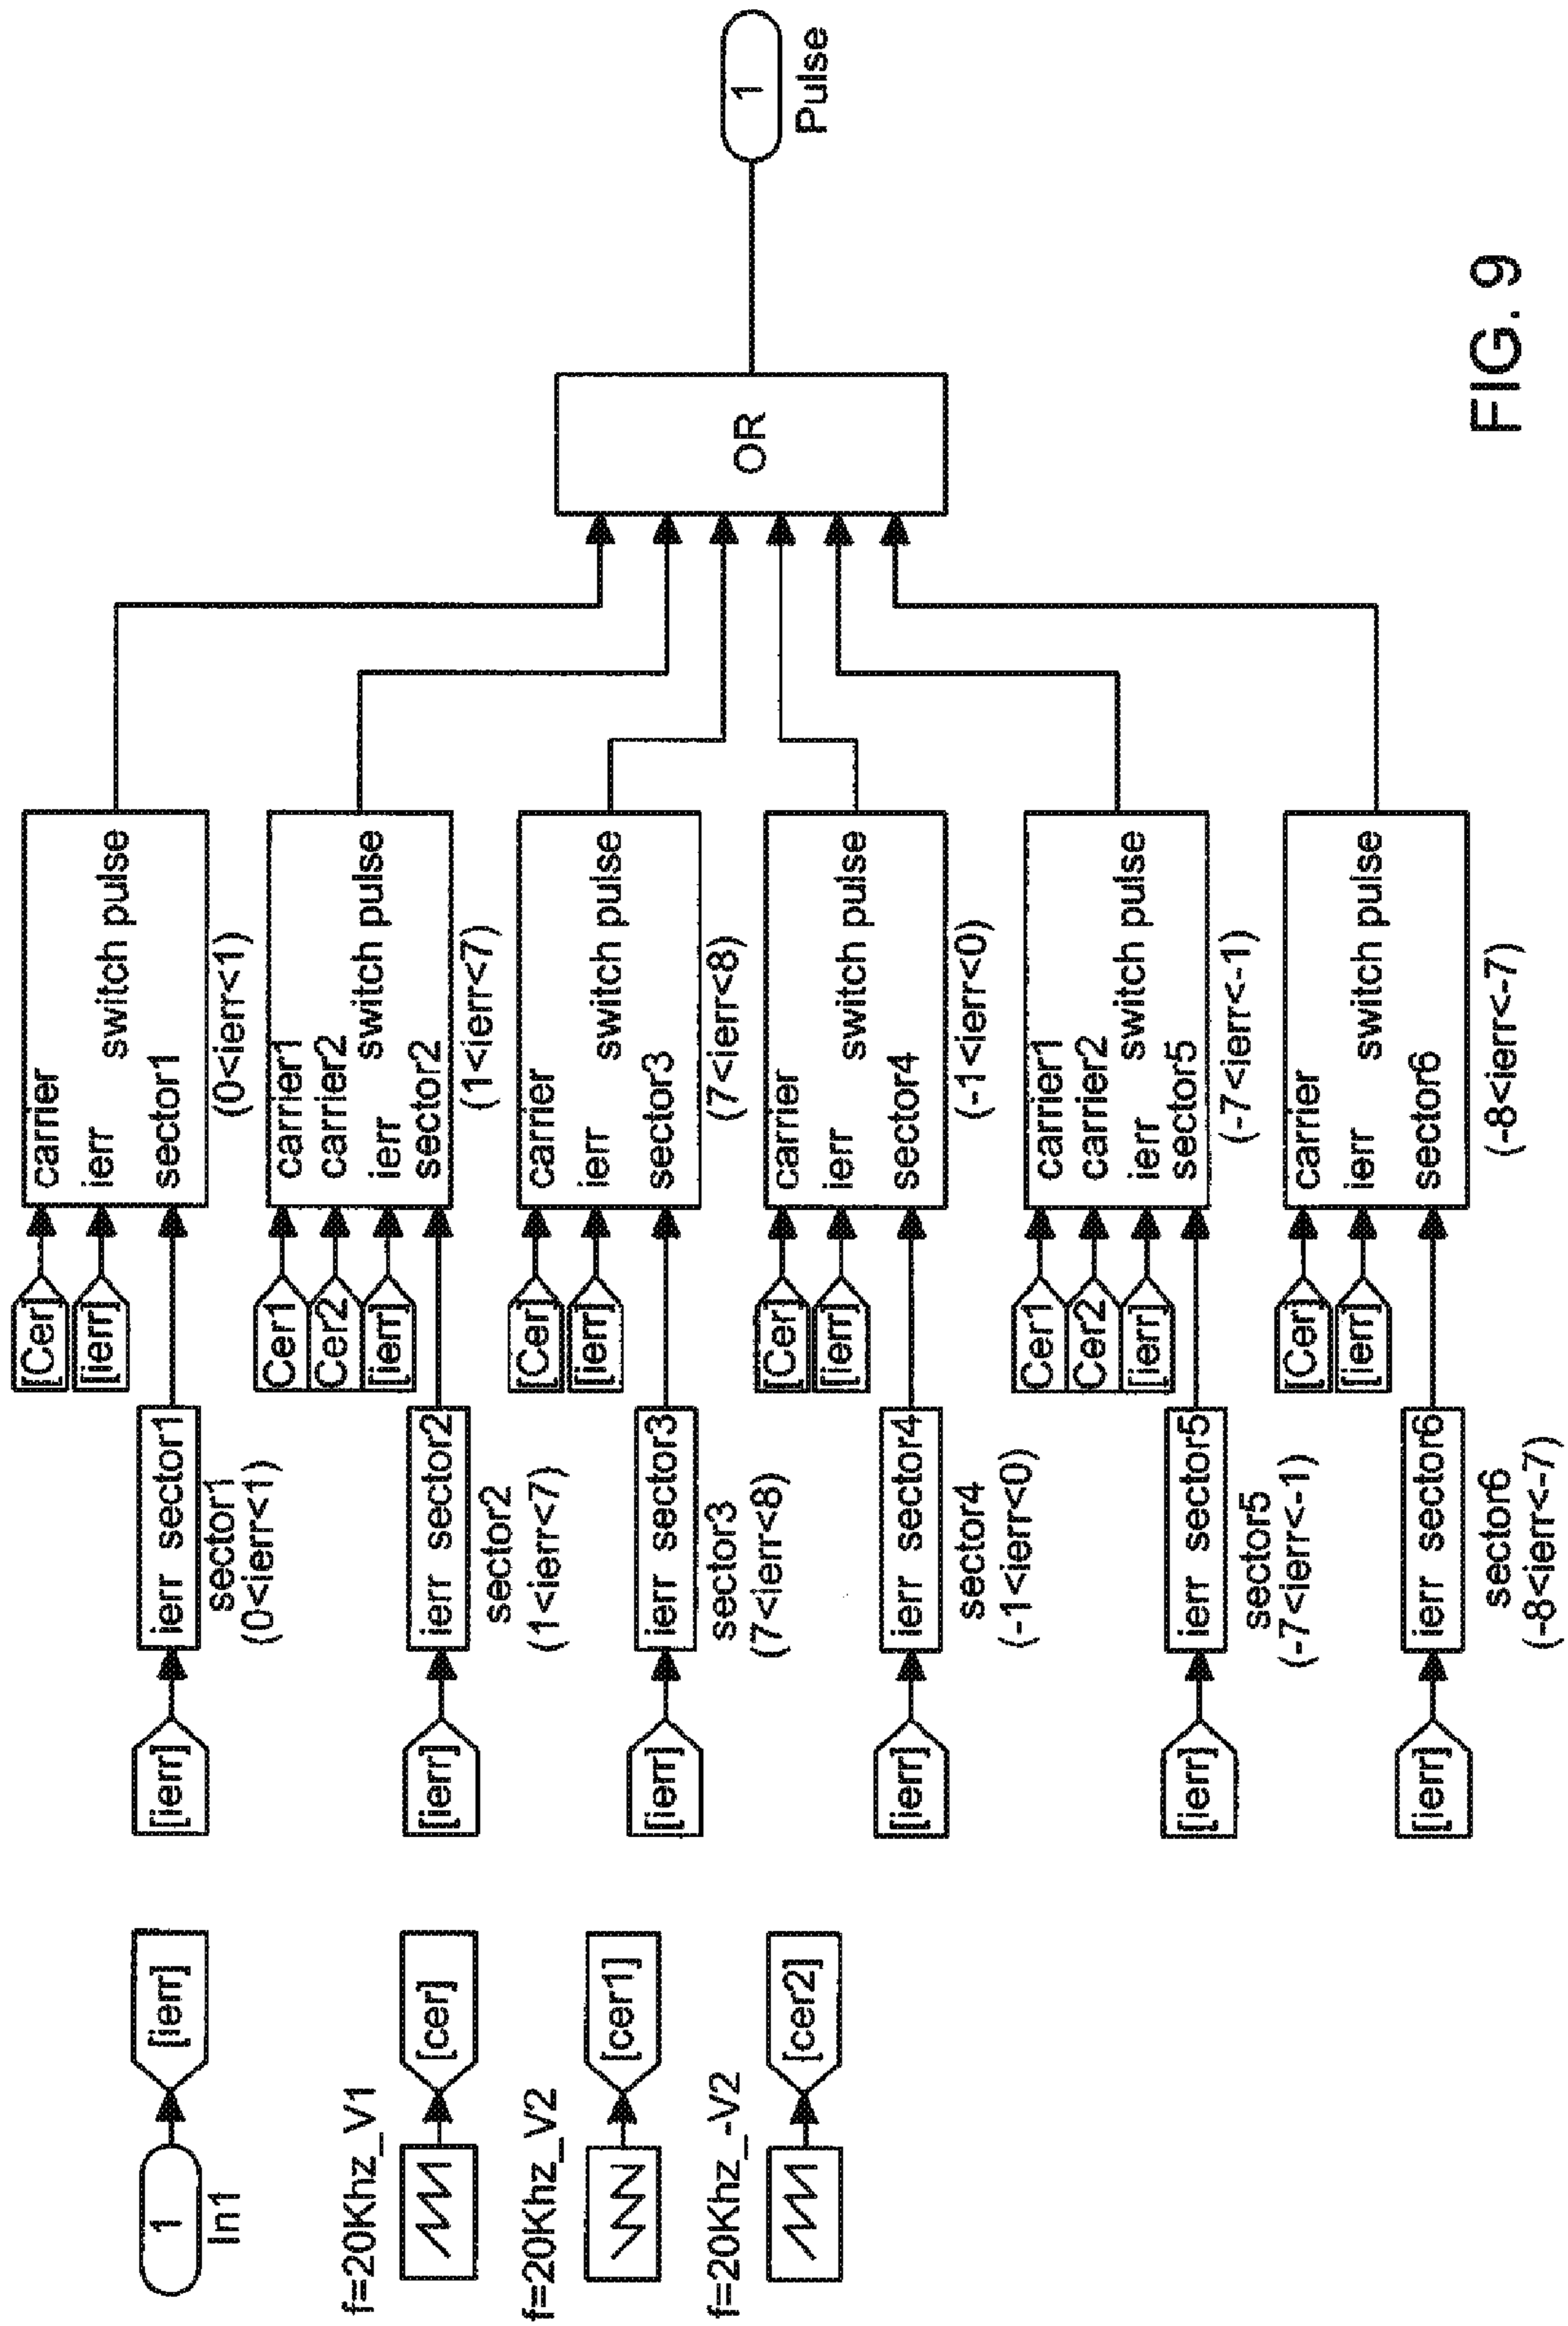 1
In1
[ierr]
f=20Khz_V1
[cer]
f=20Khz_V2
[cer1]
f=20Khz_-V2
[cer2]
[ierr]
ierr sector1
sector1
(0<ierr<1)
[Cer]
[ierr]
carrier
ierr
switch pulse
sector1
(0<ierr<1)
[ierr]
ierr sector2
sector2
(1<ierr<7)
Cer1
Cer2
[ierr]
carrier1
carrier2
ierr
switch pulse
sector2
(1<ierr<7)
[ierr]
ierr sector3
sector3
(7<ierr<8)
[Cer]
[ierr]
carrier
ierr
switch pulse
sector3
(7<ierr<8)
[ierr]
ierr sector4
sector4
(-1<ierr<0)
[Cer]
[ierr]
carrier
ierr
switch pulse
sector4
(-1<ierr<0)
[ierr]
ierr sector5
sector5
(-7<ierr<-1)
Cer1
Cer2
[ierr]
carrier1
carrier2
ierr
switch pulse
sector5
(-7<ierr<-1)
[ierr]
ierr sector6
sector6
(-8<ierr<-7)
[Cer]
[ierr]
carrier
ierr
switch pulse
sector6
(-8<ierr<-7)
OR
1
Pulse
FIG. 9